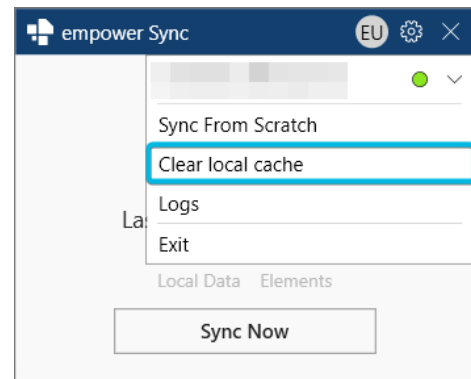 empower Sync EU
Sync From Scratch
Clear local cache
Logs
Exit
Local Data Elements
Sync Now